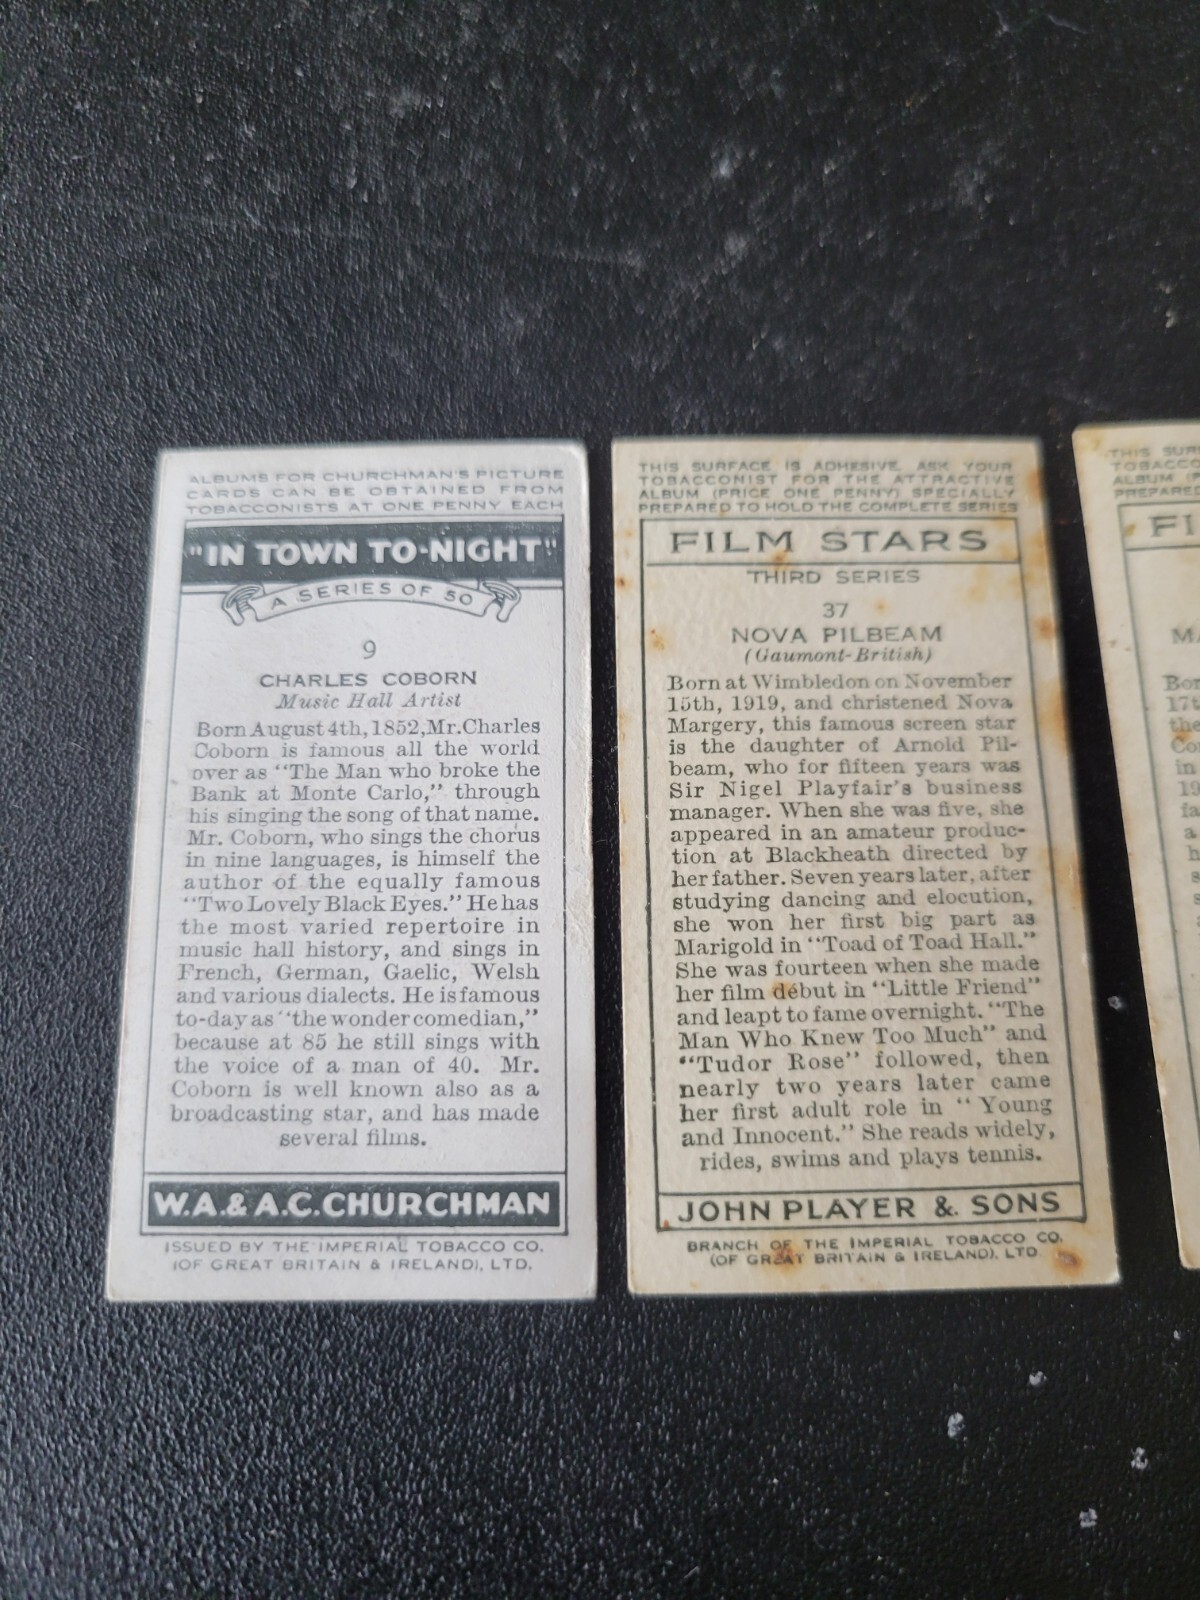 ALBUMS FOR CHURCHMAN'S PICTURE
CARDS CAN BE OBTAINED FROM
TOBACCONISTS AT ONE PENNY EACH
"IN TOWN TO-NIGHT"
A SERIES OF 50
9
CHARLES COBORN
Music Hall Artist
Born August 4th, 1852, Mr. Charles
Coborn is famous all the world
over as "The Man who broke the
Bank at Monte Carlo," through
his singing the song of that name.
Mr. Coborn, who sings the chorus
in nine languages, is himself the
author of the equally famous
"Two Lovely Black Eyes." He has
the most varied repertoire in
music hall history, and sings in
French, German, Gaelic, Welsh
and various dialects. He is famous
to-day as "the wonder comedian,"
because at 85 he still sings with
the voice of a man of 40. Mr.
Coborn is well known also as a
broadcasting star, and has made
several films.
W.A. & A.C. CHURCHMAN
ISSUED BY THE IMPERIAL TOBACCO CO.
(OF GREAT BRITAIN & IRELAND), LTD.
THIS SURFACE IS ADHESIVE. ASK YOUR
TOBACCONIST FOR THE ATTRACTIVE
ALBUM (PRICE ONE PENNY) SPECIALLY
PREPARED TO HOLD THE COMPLETE SERIES
FILM STARS
THIRD SERIES
37
NOVA PILBEAM
(Gaumont-British)
Born at Wimbledon on November
15th, 1919, and christened Nova
Margery, this famous screen star
is the daughter of Arnold Pil-
beam, who for fifteen years was
Sir Nigel Playfair's business
manager. When she was five, she
appeared in an amateur produc-
tion at Blackheath directed by
her father. Seven years later, after
studying dancing and elocution,
she won her first big part as
Marigold in "Toad of Toad Hall."
She was fourteen when she made
her film début in "Little Friend"
and leapt to fame overnight. "The
Man Who Knew Too Much" and
"Tudor Rose" followed, then
nearly two years later came
her first adult role in "Young
and Innocent." She reads widely,
rides, swims and plays tennis.
JOHN PLAYER & SONS
BRANCH OF THE IMPERIAL TOBACCO CO.
(OF GREAT BRITAIN & IRELAND), LTD
THIS
ALBUM
FI
MA
Bor
17t
the
in
19
fa
a